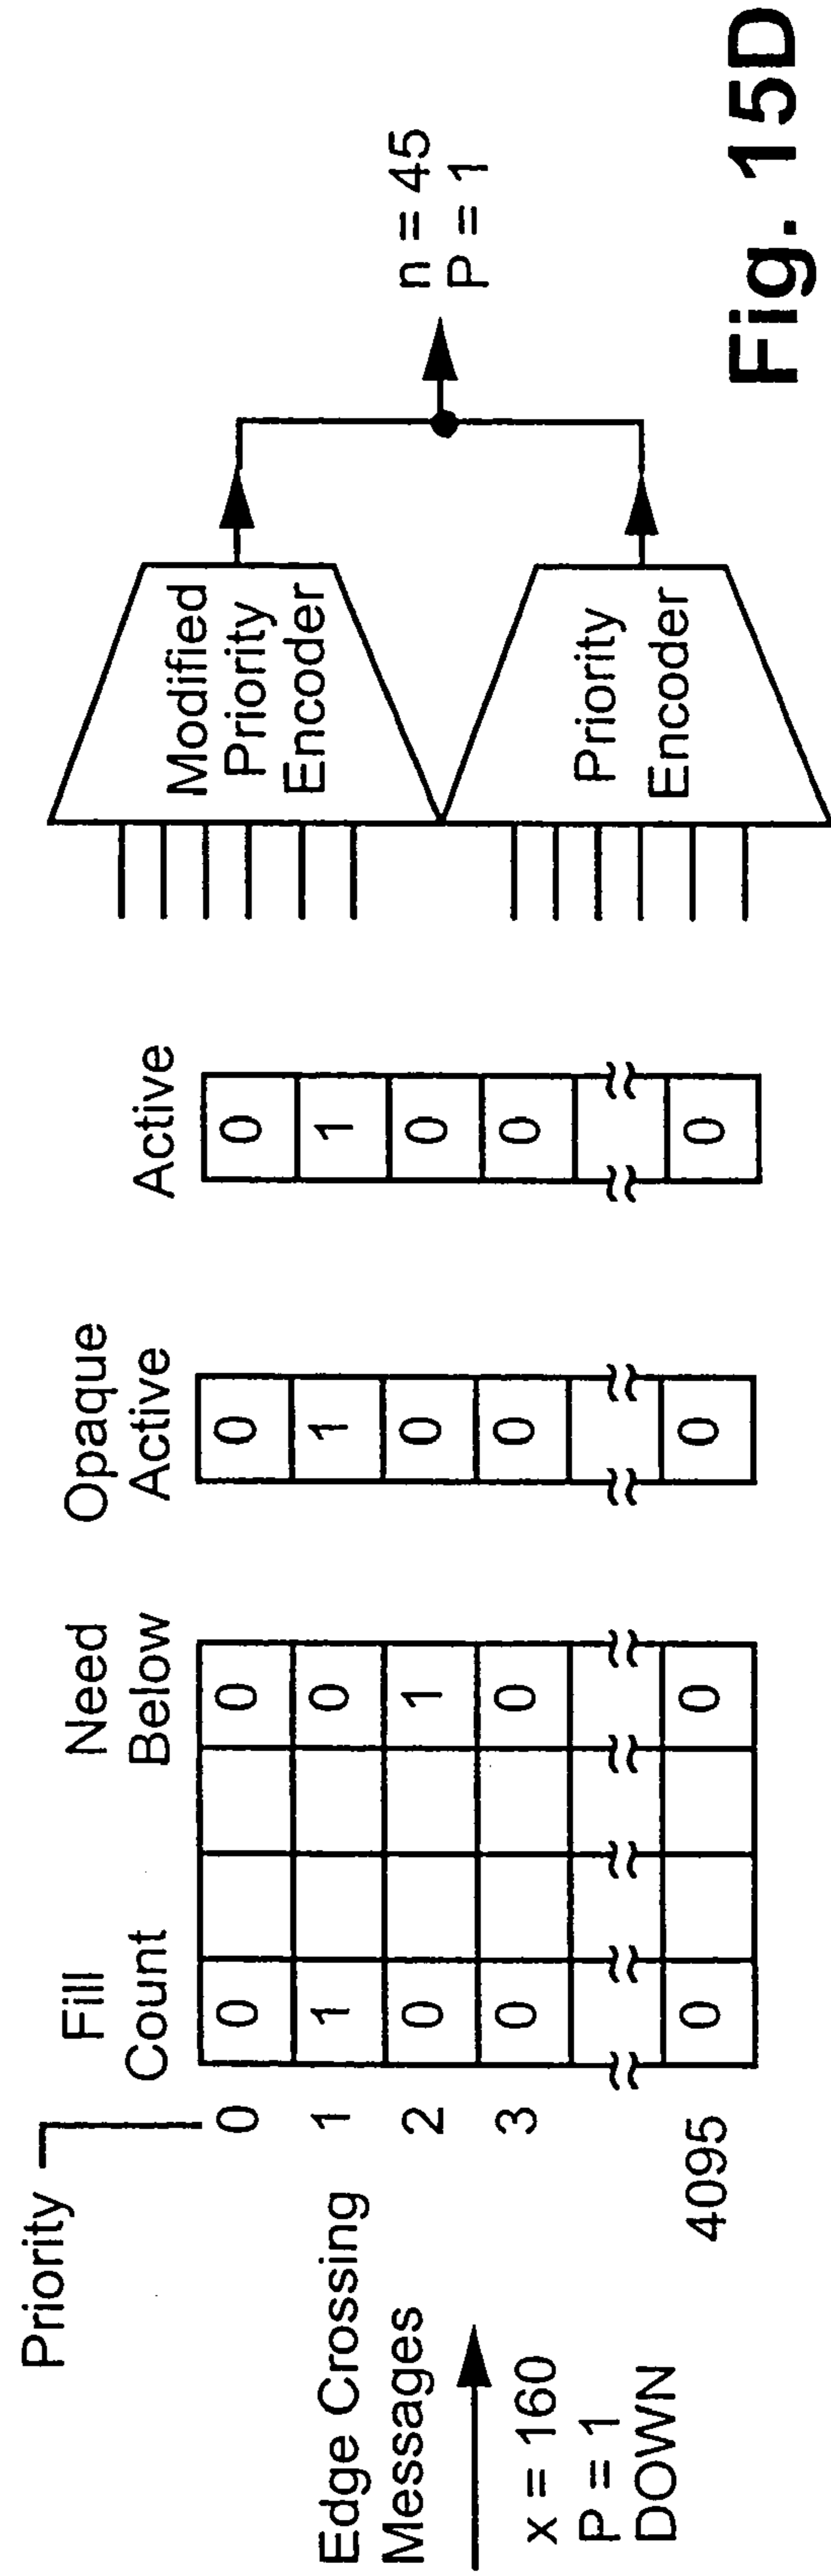 Priority
Edge Crossing
Messages
x = 160
P = 1
DOWN
Fill
Count
Need
Below
Opaque
Active
Active
0 0 0 0 0
1 1 0 1 1
2 0 1 0 0
3 0 0 0 0
4095 0 0 0 0
Modified
Priority
Encoder
Priority
Encoder
n = 45
P = 1
Fig. 15D